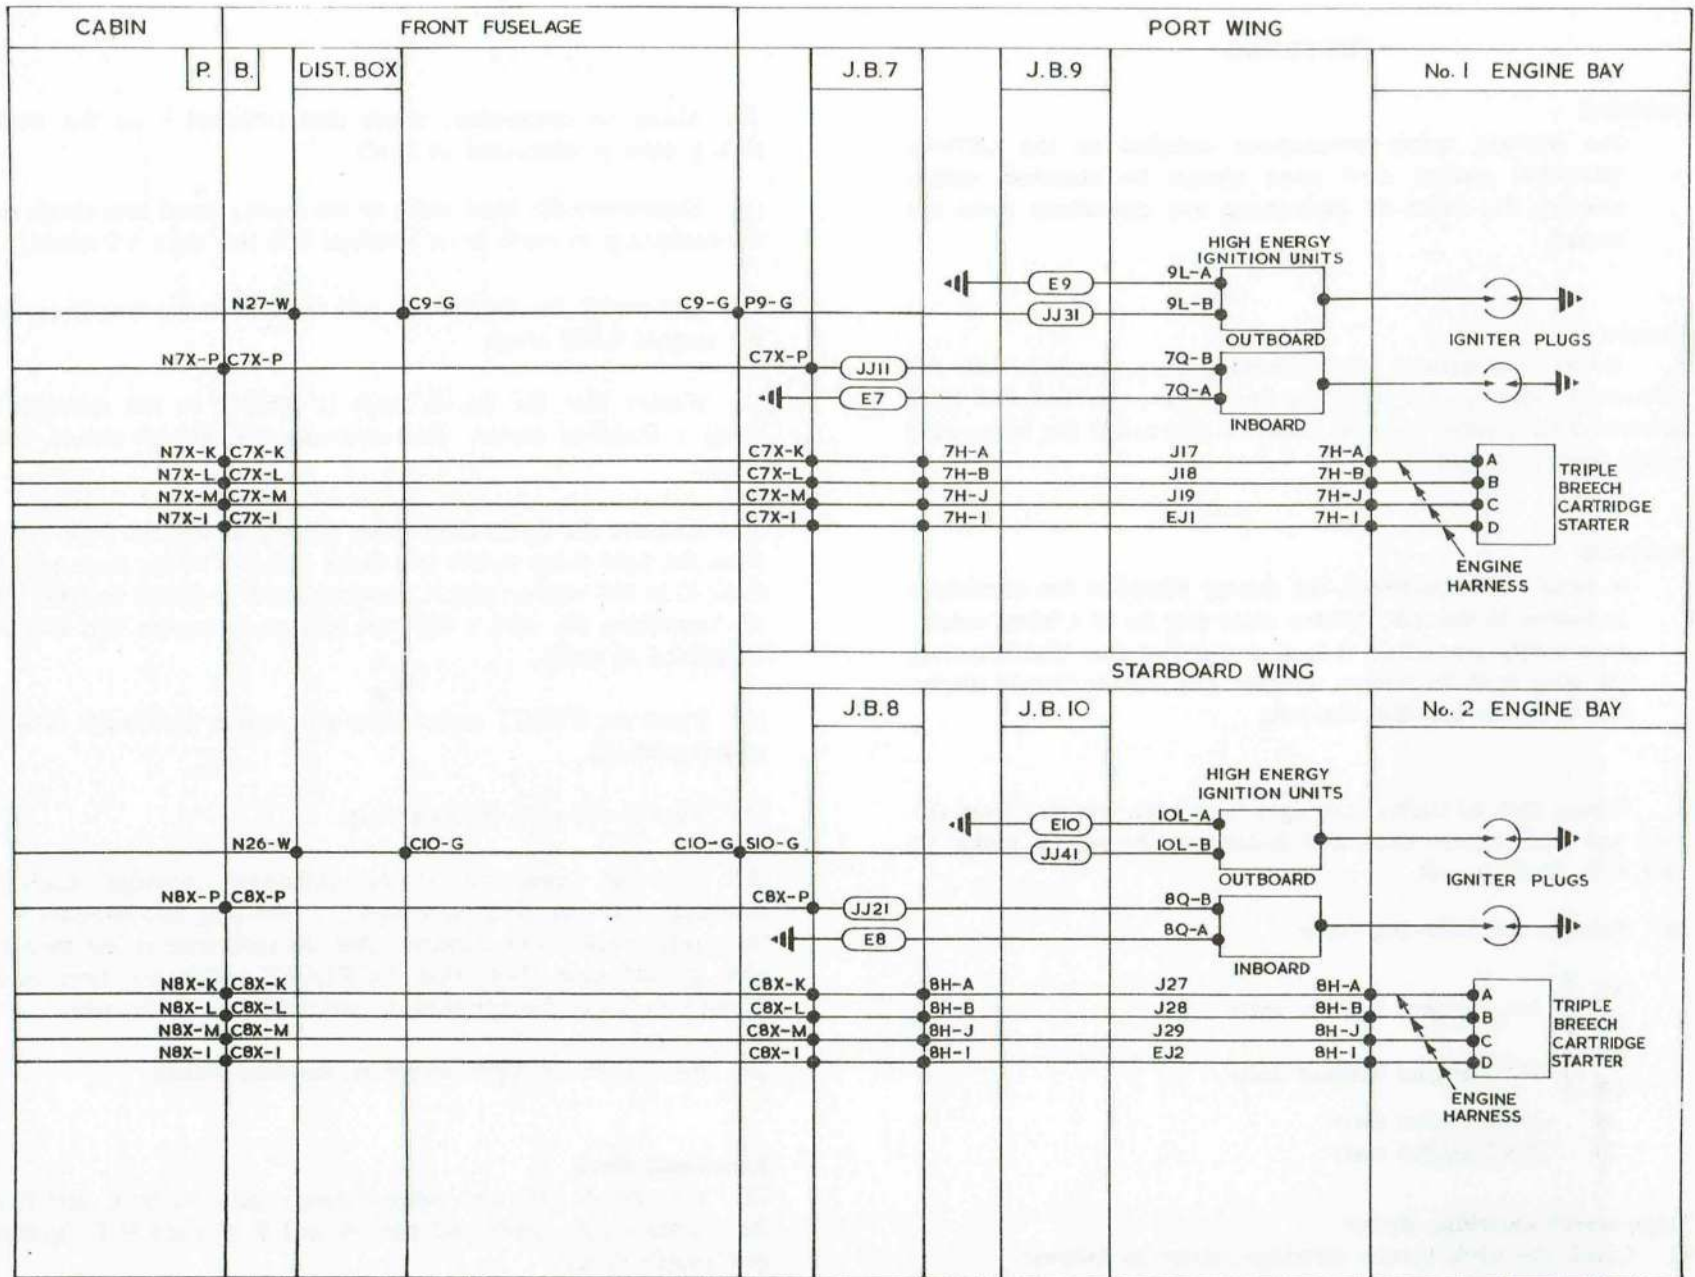 CABIN
FRONT FUSELAGE
PORT WING
P. B. DIST. BOX
J.B.7
J.B.9
No. 1 ENGINE BAY
HIGH ENERGY
IGNITION UNITS
E9 9L-A
N27-W C9-G C9-G P9-G JJ31 9L-B
OUTBOARD
IGNITER PLUGS
N7X-P C7X-P C7X-P JJ11 7Q-B
E7 7Q-A
INBOARD
N7X-K C7X-K C7X-K 7H-A J17 7H-A A
N7X-L C7X-L C7X-L 7H-B J18 7H-B B
N7X-M C7X-M C7X-M 7H-J J19 7H-J C
N7X-I C7X-I C7X-I 7H-I EJ1 7H-I D
TRIPLE
BREECH
CARTRIDGE
STARTER
ENGINE
HARNESS
STARBOARD WING
J.B.8
J.B.10
No. 2 ENGINE BAY
HIGH ENERGY
IGNITION UNITS
E10 10L-A
N26-W C10-G C10-G S10-G JJ41 10L-B
OUTBOARD
IGNITER PLUGS
N8X-P C8X-P C8X-P JJ21 8Q-B
E8 8Q-A
INBOARD
N8X-K C8X-K C8X-K 8H-A J27 8H-A A
N8X-L C8X-L C8X-L 8H-B J28 8H-B B
N8X-M C8X-M C8X-M 8H-J J29 8H-J C
N8X-I C8X-I C8X-I 8H-I EJ2 8H-I D
TRIPLE
BREECH
CARTRIDGE
STARTER
ENGINE
HARNESS